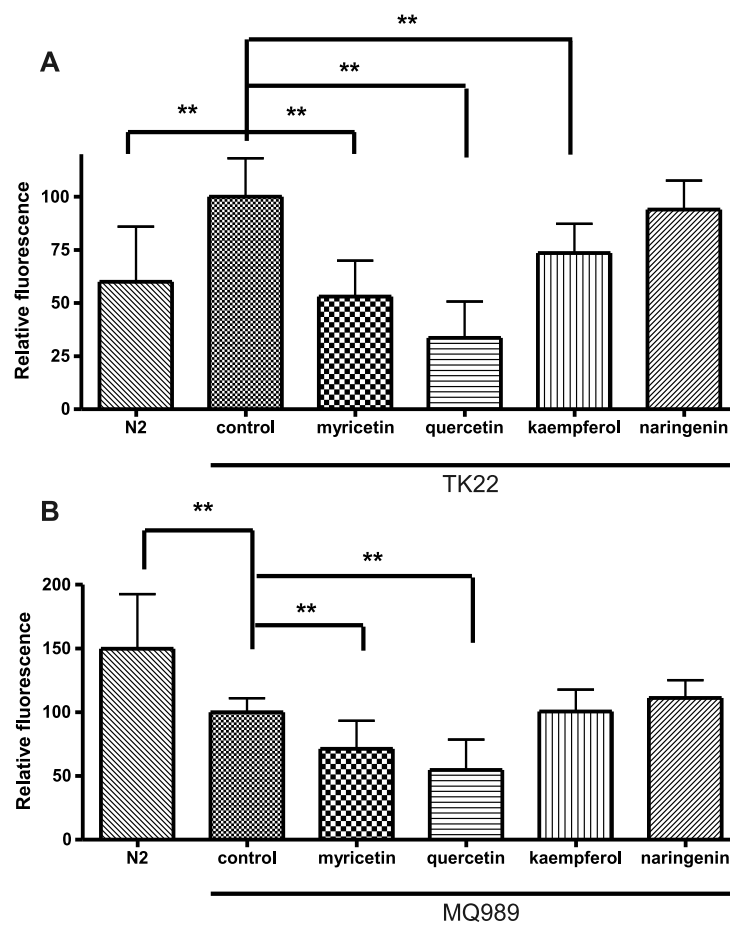 A
**
**
** **
Relative fluorescence
100
75
50
25
0
N2 control myricetin quercetin kaempferol naringenin
TK22
B
**
**
**
Relative fluorescence
200
150
100
50
0
N2 control myricetin quercetin kaempferol naringenin
MQ989